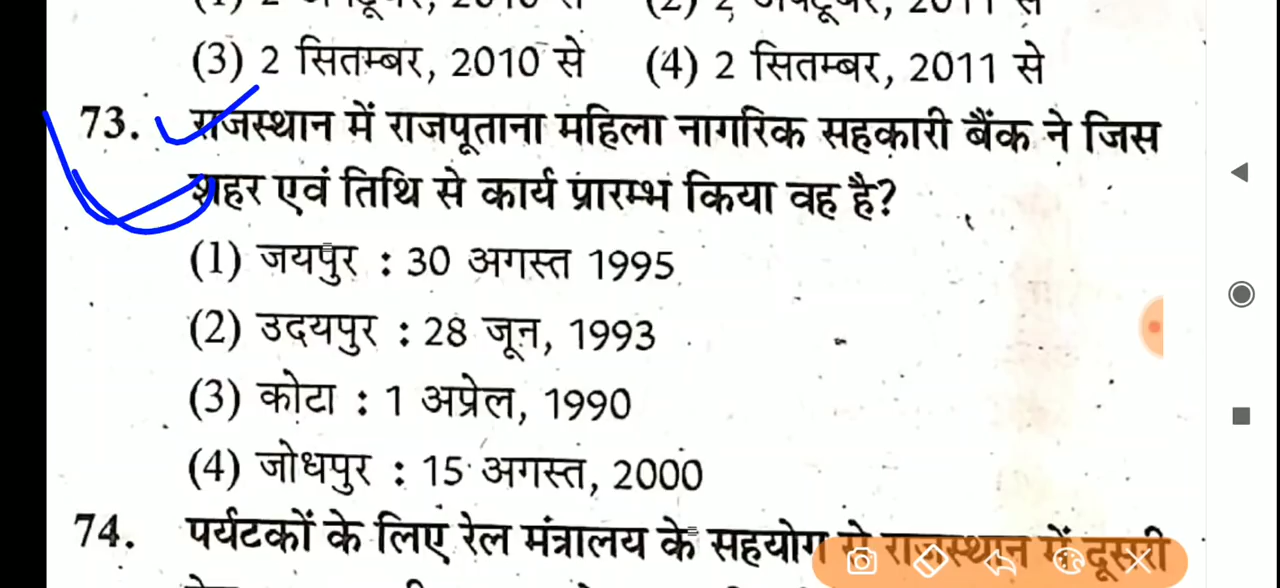 (3) 2 सितम्बर, 2010 से (4) 2 सितम्बर, 2011 से
73. राजस्थान में राजपूताना महिला नागरिक सहकारी बैंक ने जिस
शहर एवं तिथि से कार्य प्रारम्भ किया वह है?
(1) जयपुर : 30 अगस्त 1995
(2) उदयपुर : 28 जून, 1993
(3) कोटा : 1 अप्रेल, 1990
(4) जोधपुर : 15 अगस्त, 2000
74. पर्यटकों के लिए रेल मंत्रालय के सहयोग से राजस्थान में दूसरी